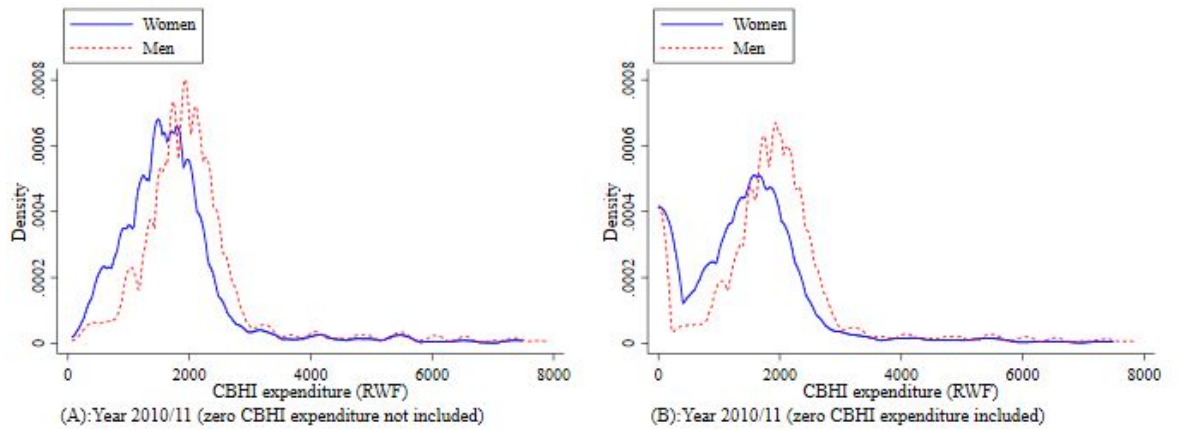 Women
Men
Density
0
.0002
.0004
.0006
.0008
0 2000 4000 6000 8000
CBHI expenditure (RWF)
(A):Year 2010/11 (zero CBHI expenditure not included)
Women
Men
Density
0
.0002
.0004
.0006
.0008
0 2000 4000 6000 8000
CBHI expenditure (RWF)
(B):Year 2010/11 (zero CBHI expenditure included)